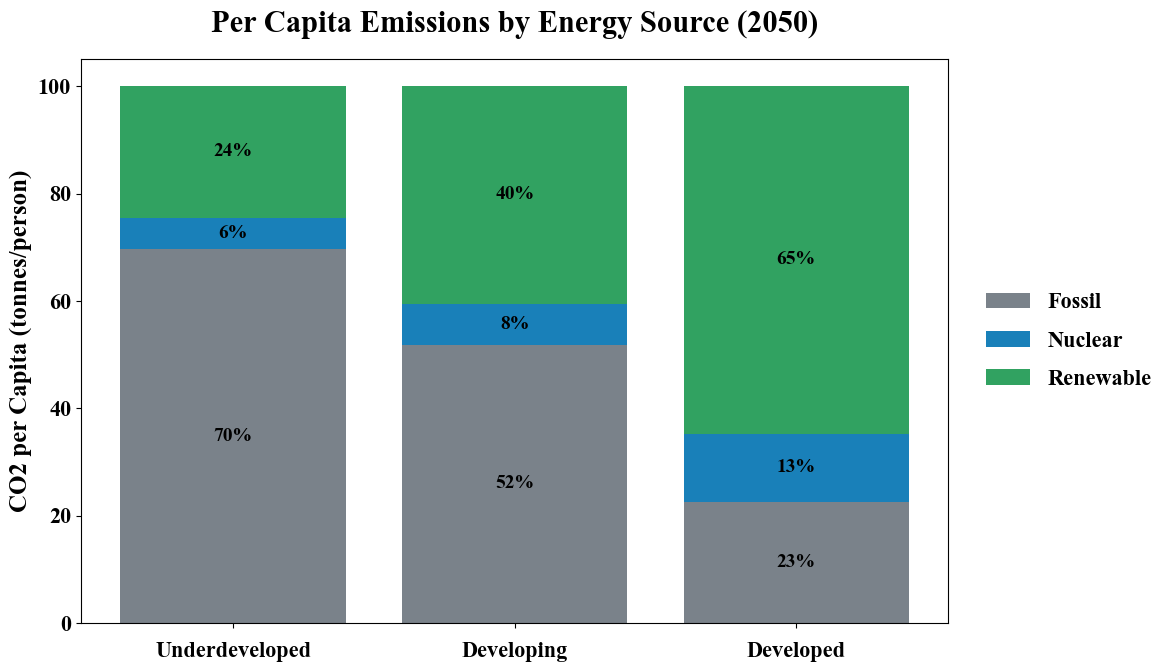 Per Capita Emissions by Energy Source (2050)
CO2 per Capita (tonnes/person)
100
80
60
40
20
0
24%
6%
70%
40%
8%
52%
65%
13%
23%
Underdeveloped
Developing
Developed
Fossil
Nuclear
Renewable